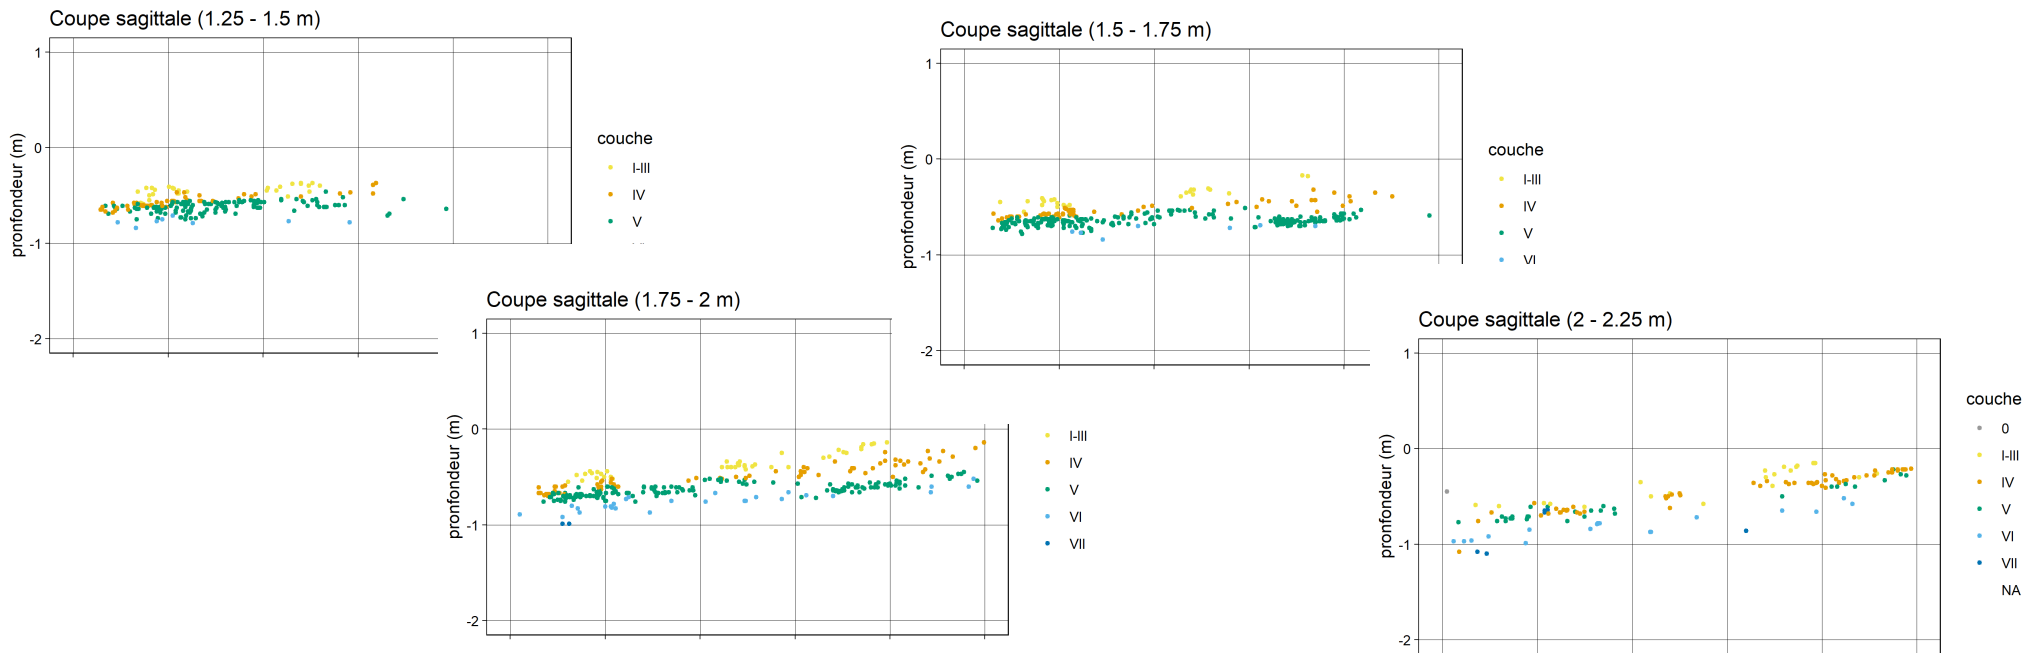 Coupe sagittale (1.25 - 1.5 m)
pronfondeur (m)
1
0
-1
-2
couche
I-III
IV
V
Coupe sagittale (1.5 - 1.75 m)
pronfondeur (m)
1
0
-1
-2
couche
I-III
IV
V
VI
Coupe sagittale (1.75 - 2 m)
pronfondeur (m)
1
0
-1
-2
I-III
IV
V
VI
VII
Coupe sagittale (2 - 2.25 m)
pronfondeur (m)
1
0
-1
-2
couche
0
I-III
IV
V
VI
VII
NA